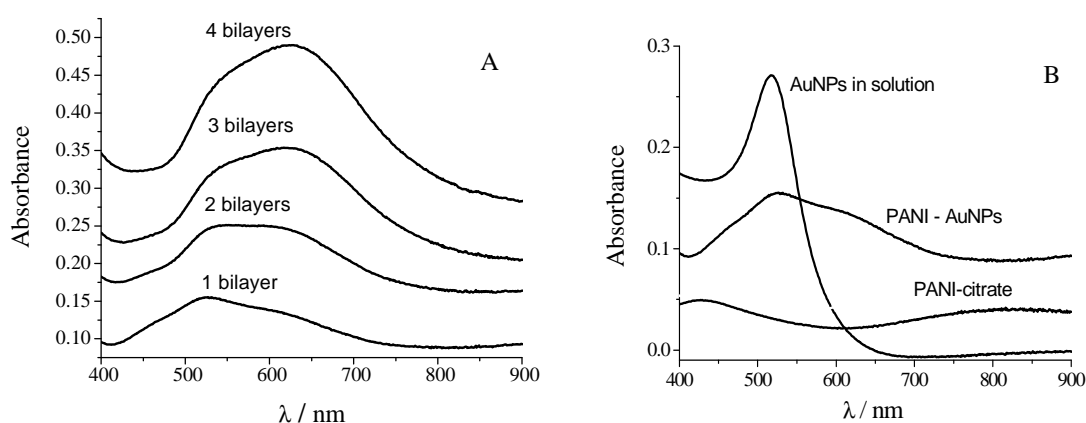 A
4 bilayers
3 bilayers
2 bilayers
1 bilayer
0.50
0.45
0.40
0.35
0.30
0.25
0.20
0.15
0.10
Absorbance
400 500 600 700 800 900
λ / nm
B
AuNPs in solution
PANI - AuNPs
PANI-citrate
0.3
0.2
0.1
0.0
Absorbance
400 500 600 700 800 900
λ / nm